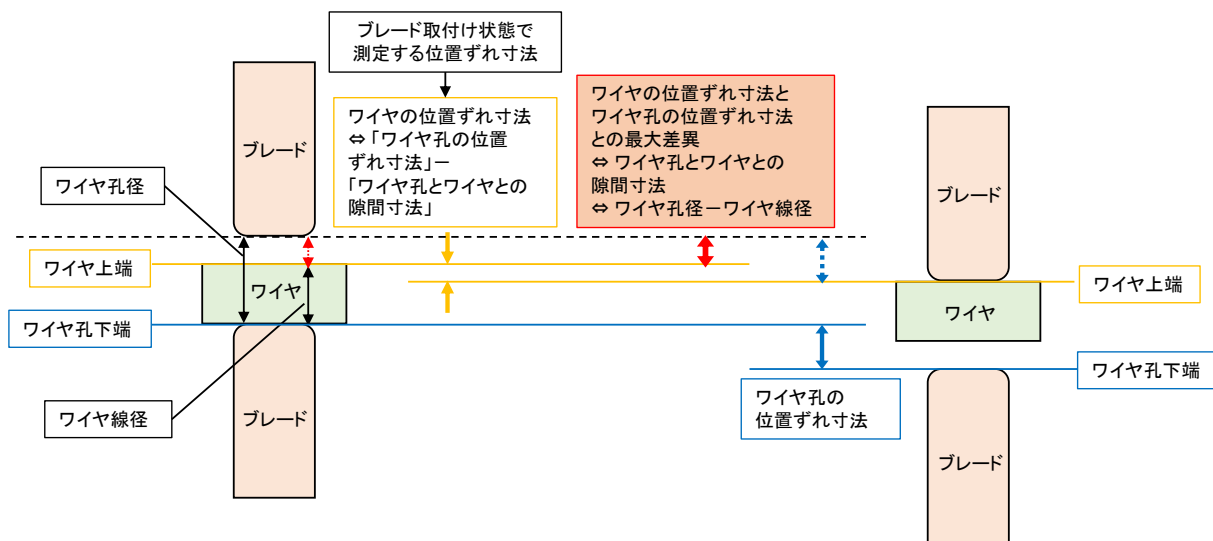 ブレード取付け状態で
測定する位置ずれ寸法
ワイヤの位置ずれ寸法
⇔「ワイヤ孔の位置
ずれ寸法」－
「ワイヤ孔とワイヤとの
隙間寸法」
ワイヤの位置ずれ寸法と
ワイヤ孔の位置ずれ寸法
との最大差異
⇔ ワイヤ孔とワイヤとの
隙間寸法
⇔ ワイヤ孔径－ワイヤ線径
ブレード
ワイヤ孔径
ブレード
ワイヤ上端
ワイヤ
ワイヤ上端
ワイヤ
ワイヤ孔下端
ワイヤ孔下端
ワイヤ孔の
位置ずれ寸法
ワイヤ線径
ブレード
ブレード